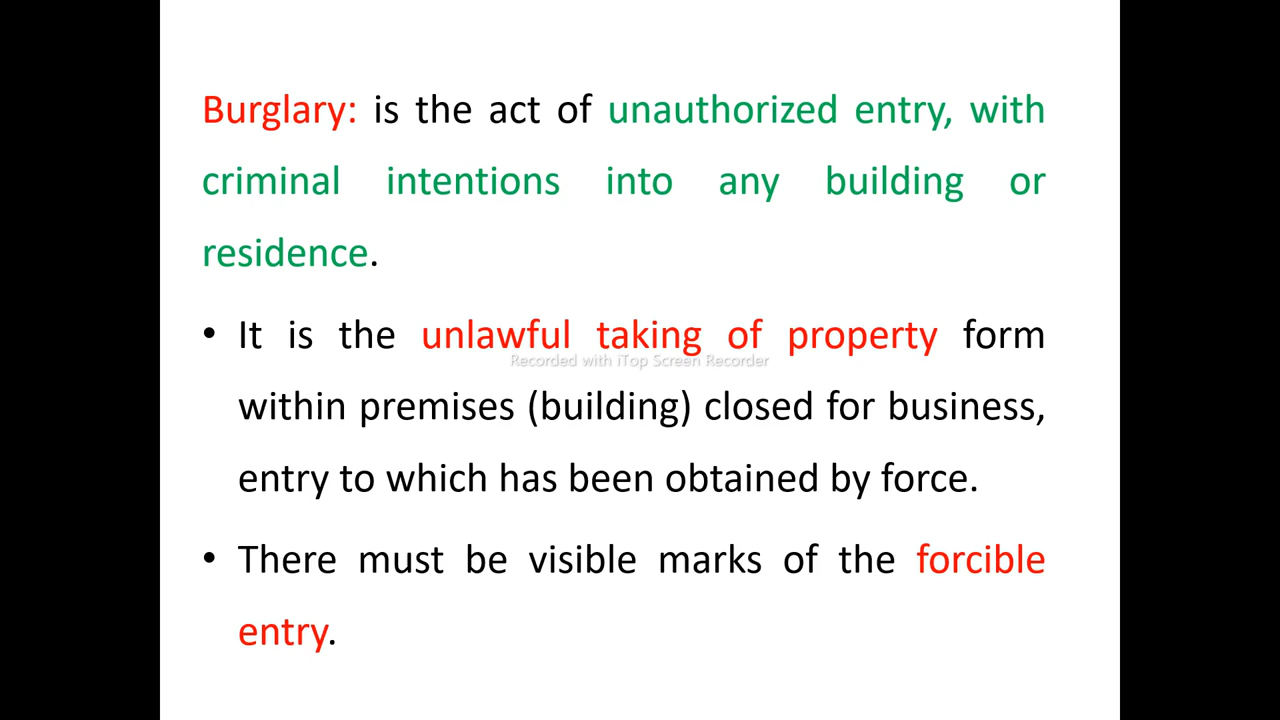 Burglary: is the act of unauthorized entry, with
criminal intentions into any building or
residence.
• It is the unlawful taking of property form
Recorded with iTop Screen Recorder
within premises (building) closed for business,
entry to which has been obtained by force.
• There must be visible marks of the forcible
entry.